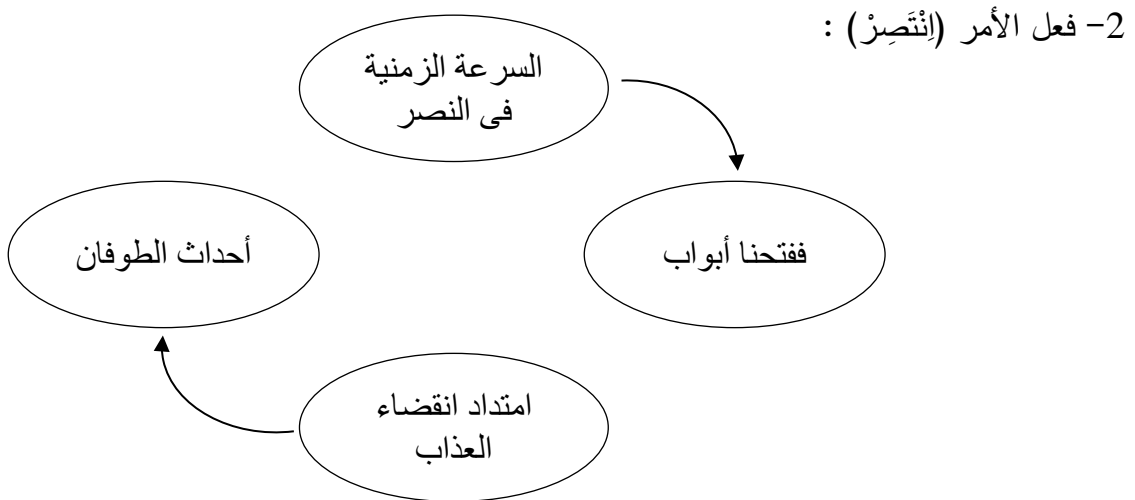 2- فعل الأمر (اِنْتَصِرْ) :
السرعة الزمنية
فى النصر
ففتحنا أبواب
أحداث الطوفان
امتداد انقضاء
العذاب